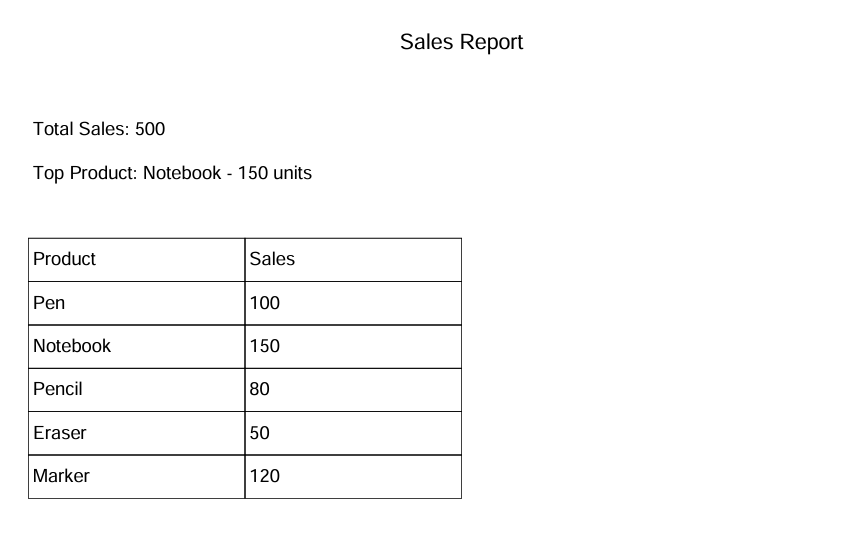 Sales Report
Total Sales: 500
Top Product: Notebook - 150 units
Product Sales
Pen 100
Notebook 150
Pencil 80
Eraser 50
Marker 120